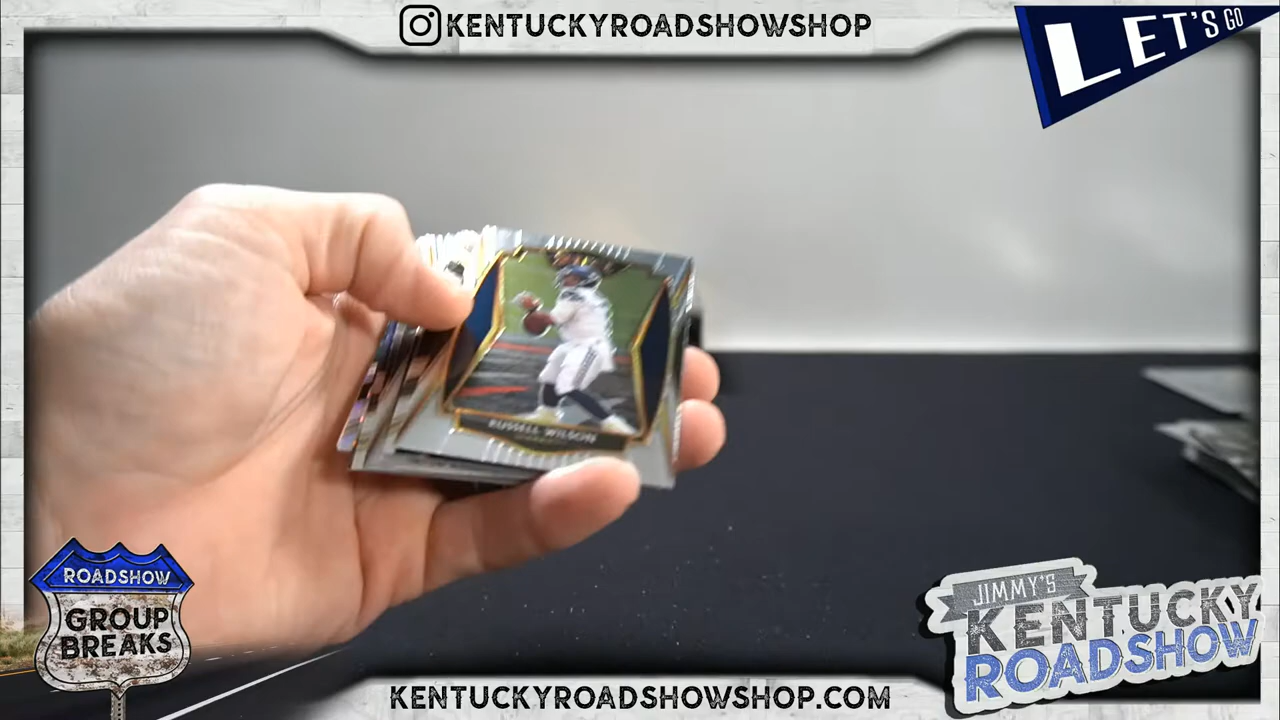 KENTUCKYROADSHOWSHOP
LET'S GO
RUSSELL WILSON
ROADSHOW
GROUP
BREAKS
JIMMY'S
KENTUCKY
ROADSHOW
KENTUCKYROADSHOWSHOP.COM